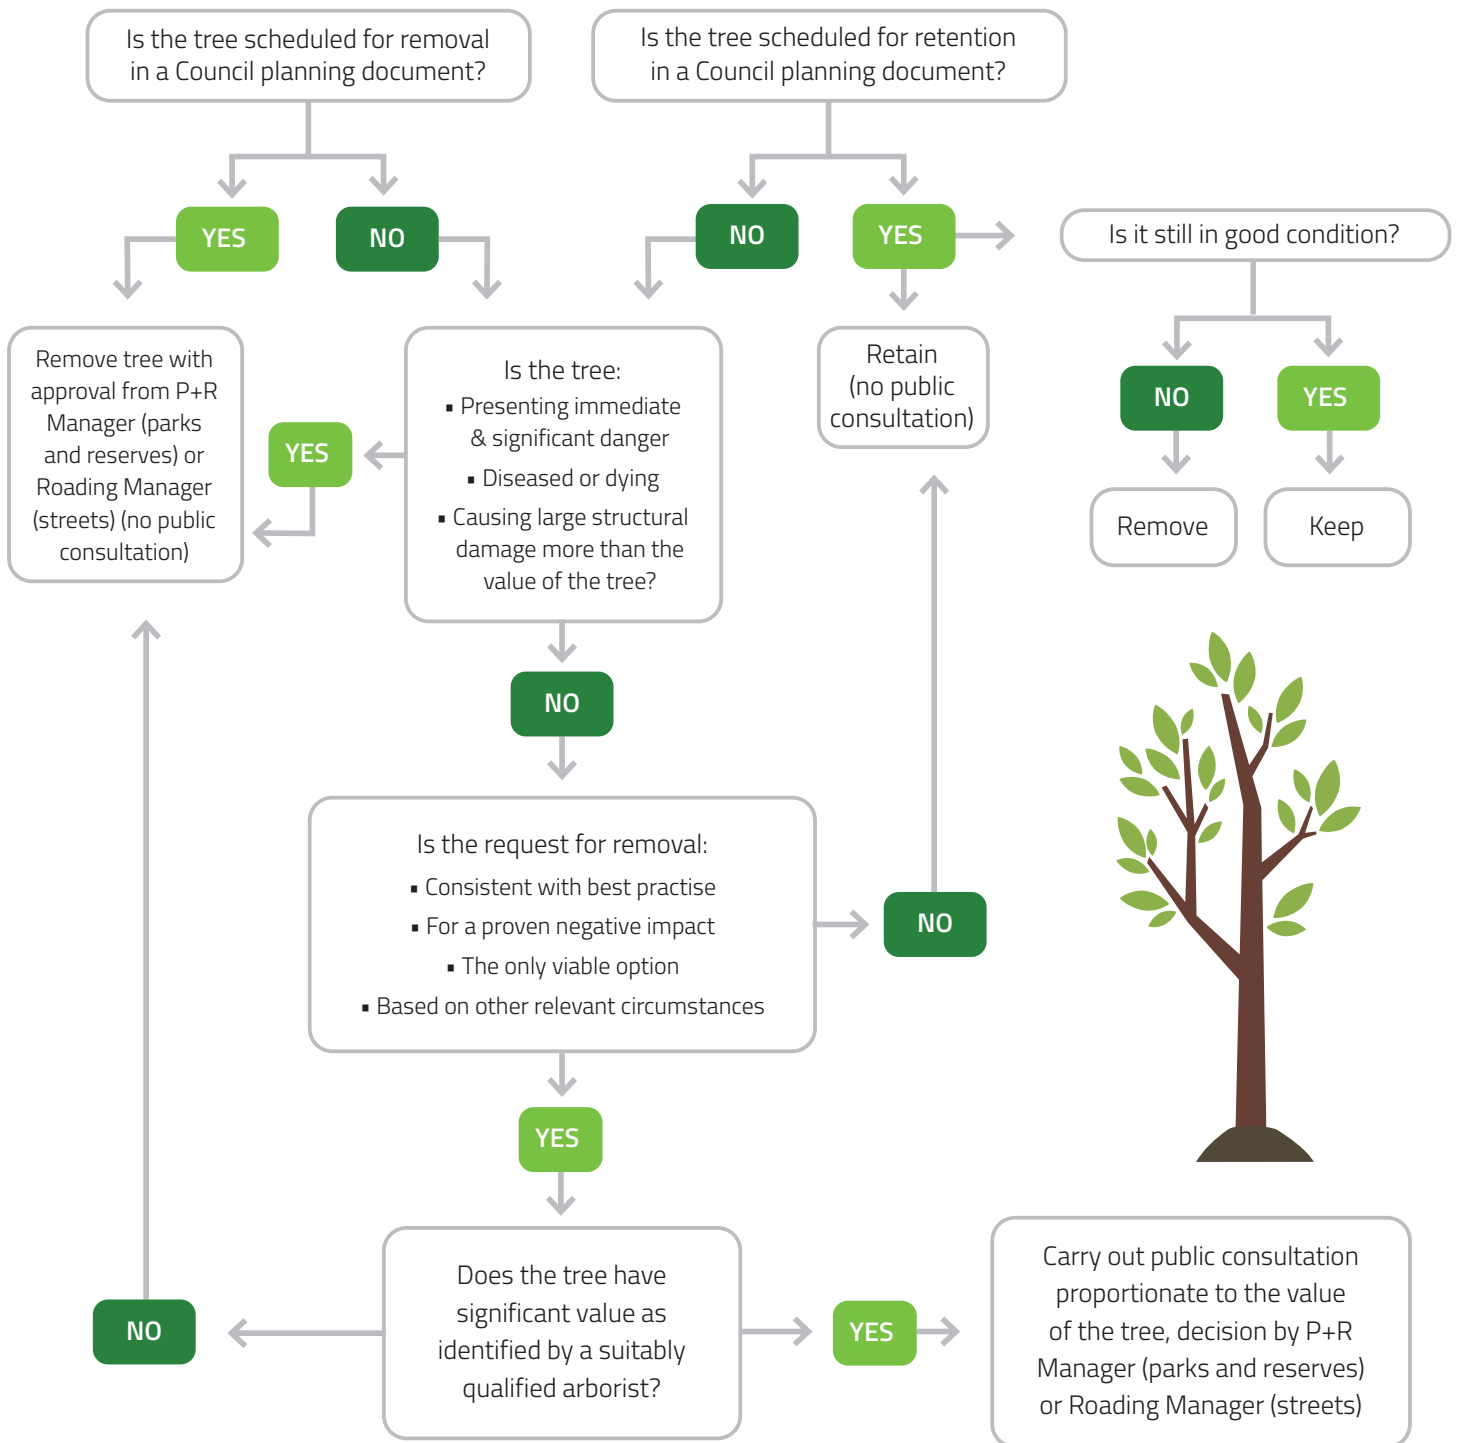 Is the tree scheduled for removal
in a Council planning document?
Is the tree scheduled for retention
in a Council planning document?
YES
NO
NO
YES
Is it still in good condition?
Remove tree with
approval from P+R
Manager (parks
and reserves) or
Roading Manager
(streets) (no public
consultation)
YES
Is the tree:
▪ Presenting immediate
& significant danger
▪ Diseased or dying
▪ Causing large structural
damage more than the
value of the tree?
Retain
(no public
consultation)
NO
YES
Remove
Keep
NO
Is the request for removal:
▪ Consistent with best practise
▪ For a proven negative impact
▪ The only viable option
▪ Based on other relevant circumstances
NO
YES
Does the tree have
significant value as
identified by a suitably
qualified arborist?
NO
YES
Carry out public consultation
proportionate to the value
of the tree, decision by P+R
Manager (parks and reserves)
or Roading Manager (streets)